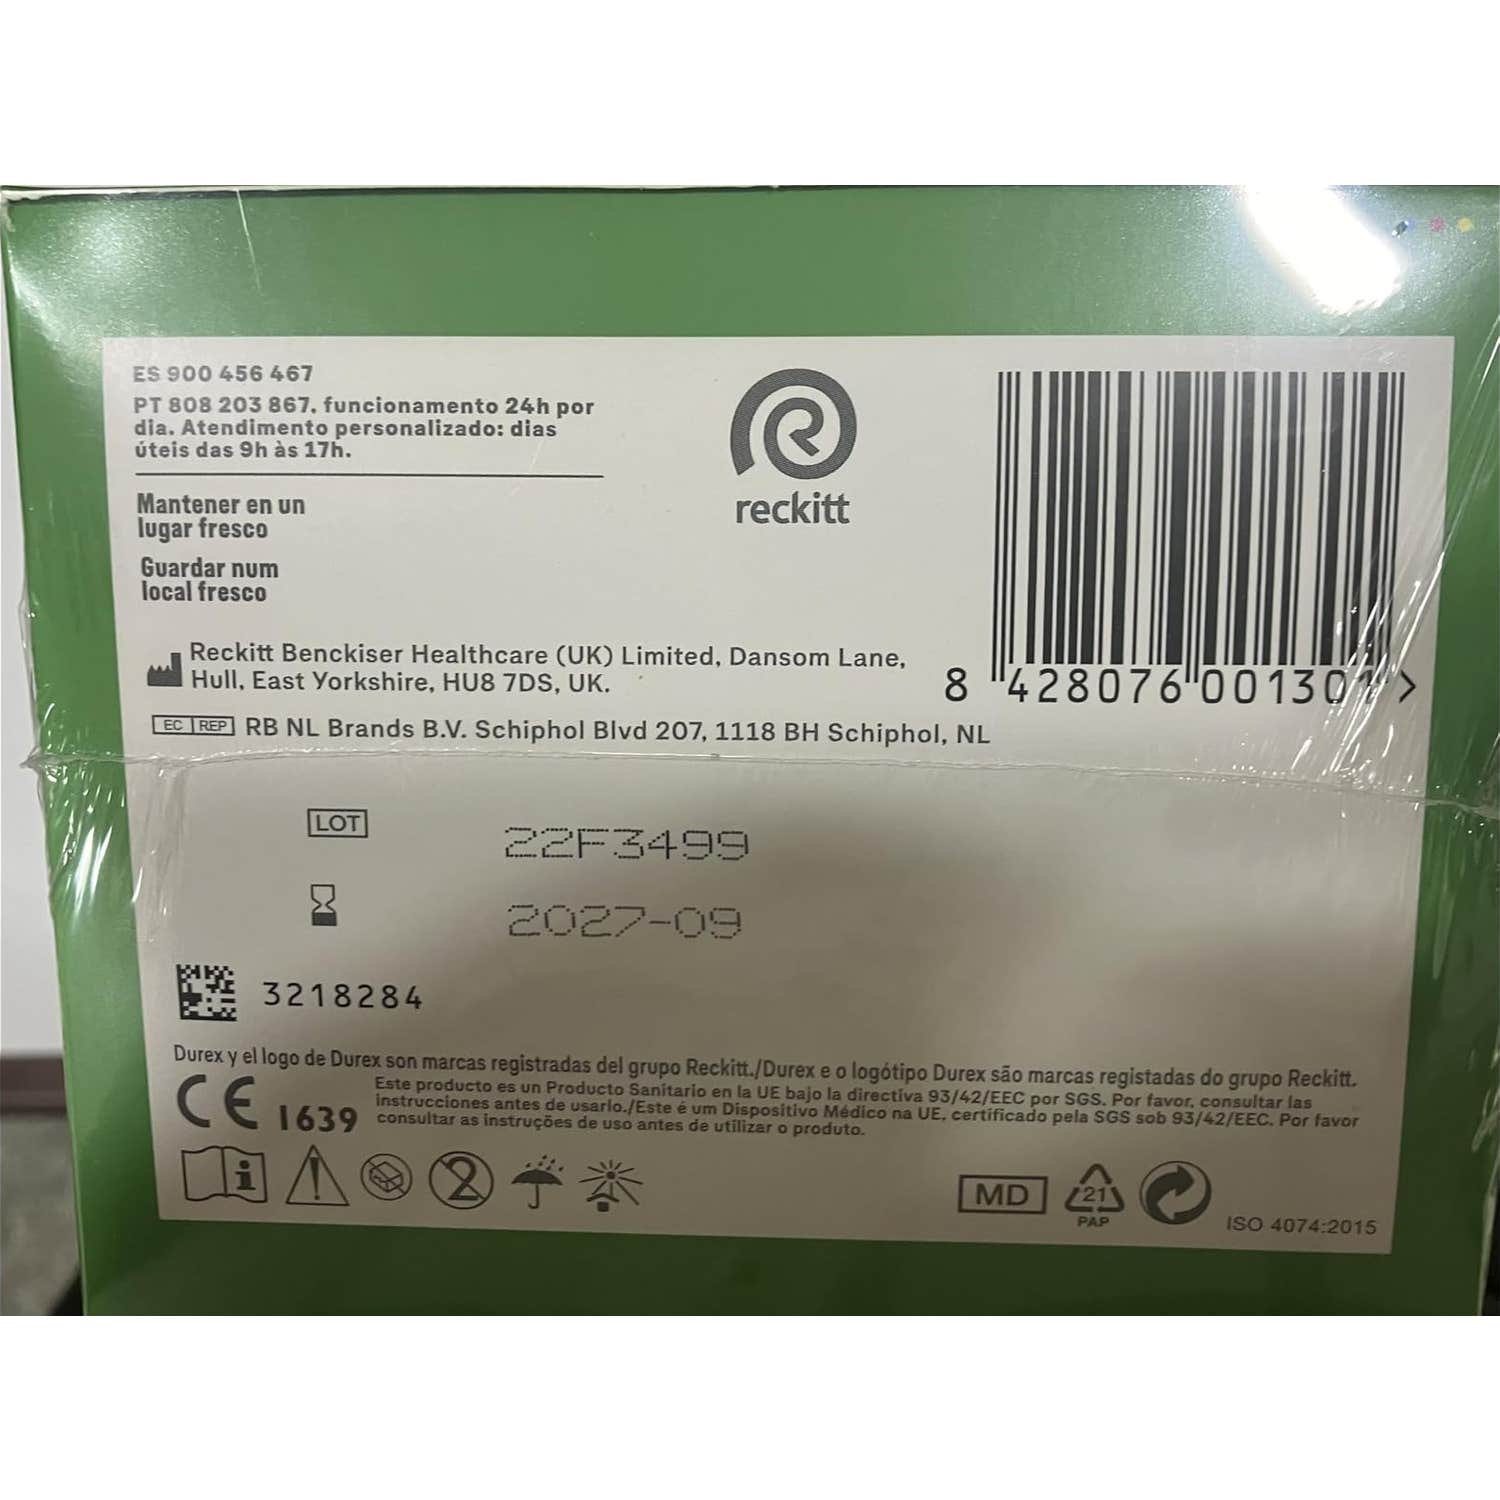 ES 900 456 467
PT 808 203 867. funcionamento 24h por
dia. Atendimento personalizado: dias
úteis das 9h às 17h.
Mantener en un
lugar fresco
Guardar num
local fresco
reckitt
8 428076 001301 >
Reckitt Benckiser Healthcare (UK) Limited, Dansom Lane,
Hull, East Yorkshire, HU8 7DS, UK.
EC REP RB NL Brands B.V. Schiphol Blvd 207, 1118 BH Schiphol, NL
LOT 22F3499
2027-09
3218284
Durex y el logo de Durex son marcas registradas del grupo Reckitt./Durex e o logótipo Durex são marcas registadas do grupo Reckitt.
CE 1639
Este producto es un Producto Sanitario en la UE bajo la directiva 93/42/EEC por SGS. Por favor, consultar las
instrucciones antes de usarlo./Este é um Dispositivo Médico na UE, certificado pela SGS sob 93/42/EEC. Por favor
consultar as instruções de uso antes de utilizar o produto.
2
MD
21
PAP
ISO 4074:2015